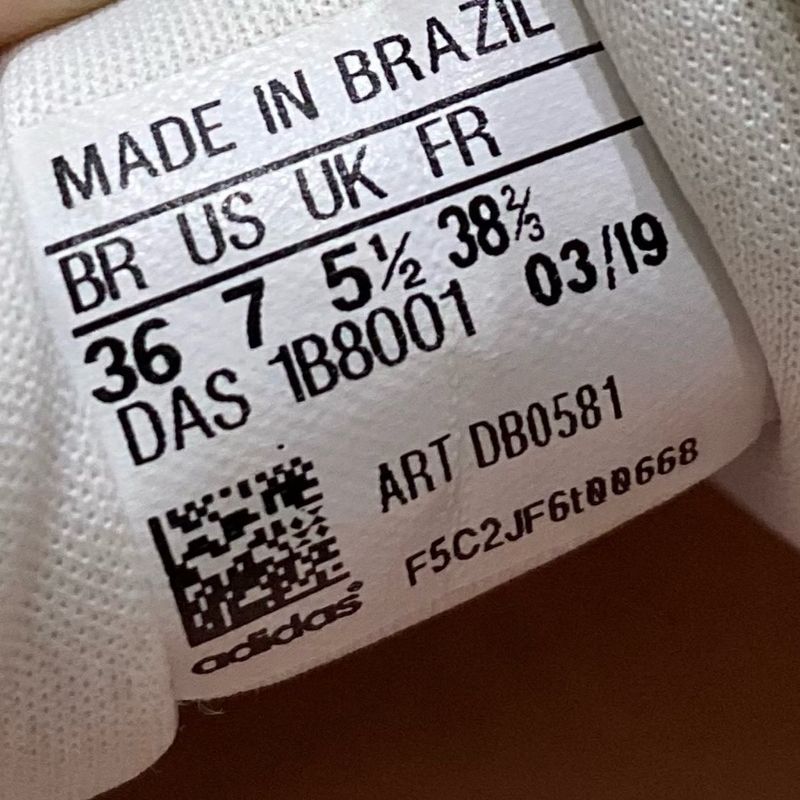 MADE IN BRAZIL
BR US UK FR
36 7 5½ 38⅔
DAS 1B8001 03/19
ART DB0581
F5C2JF6t00668
adidas®